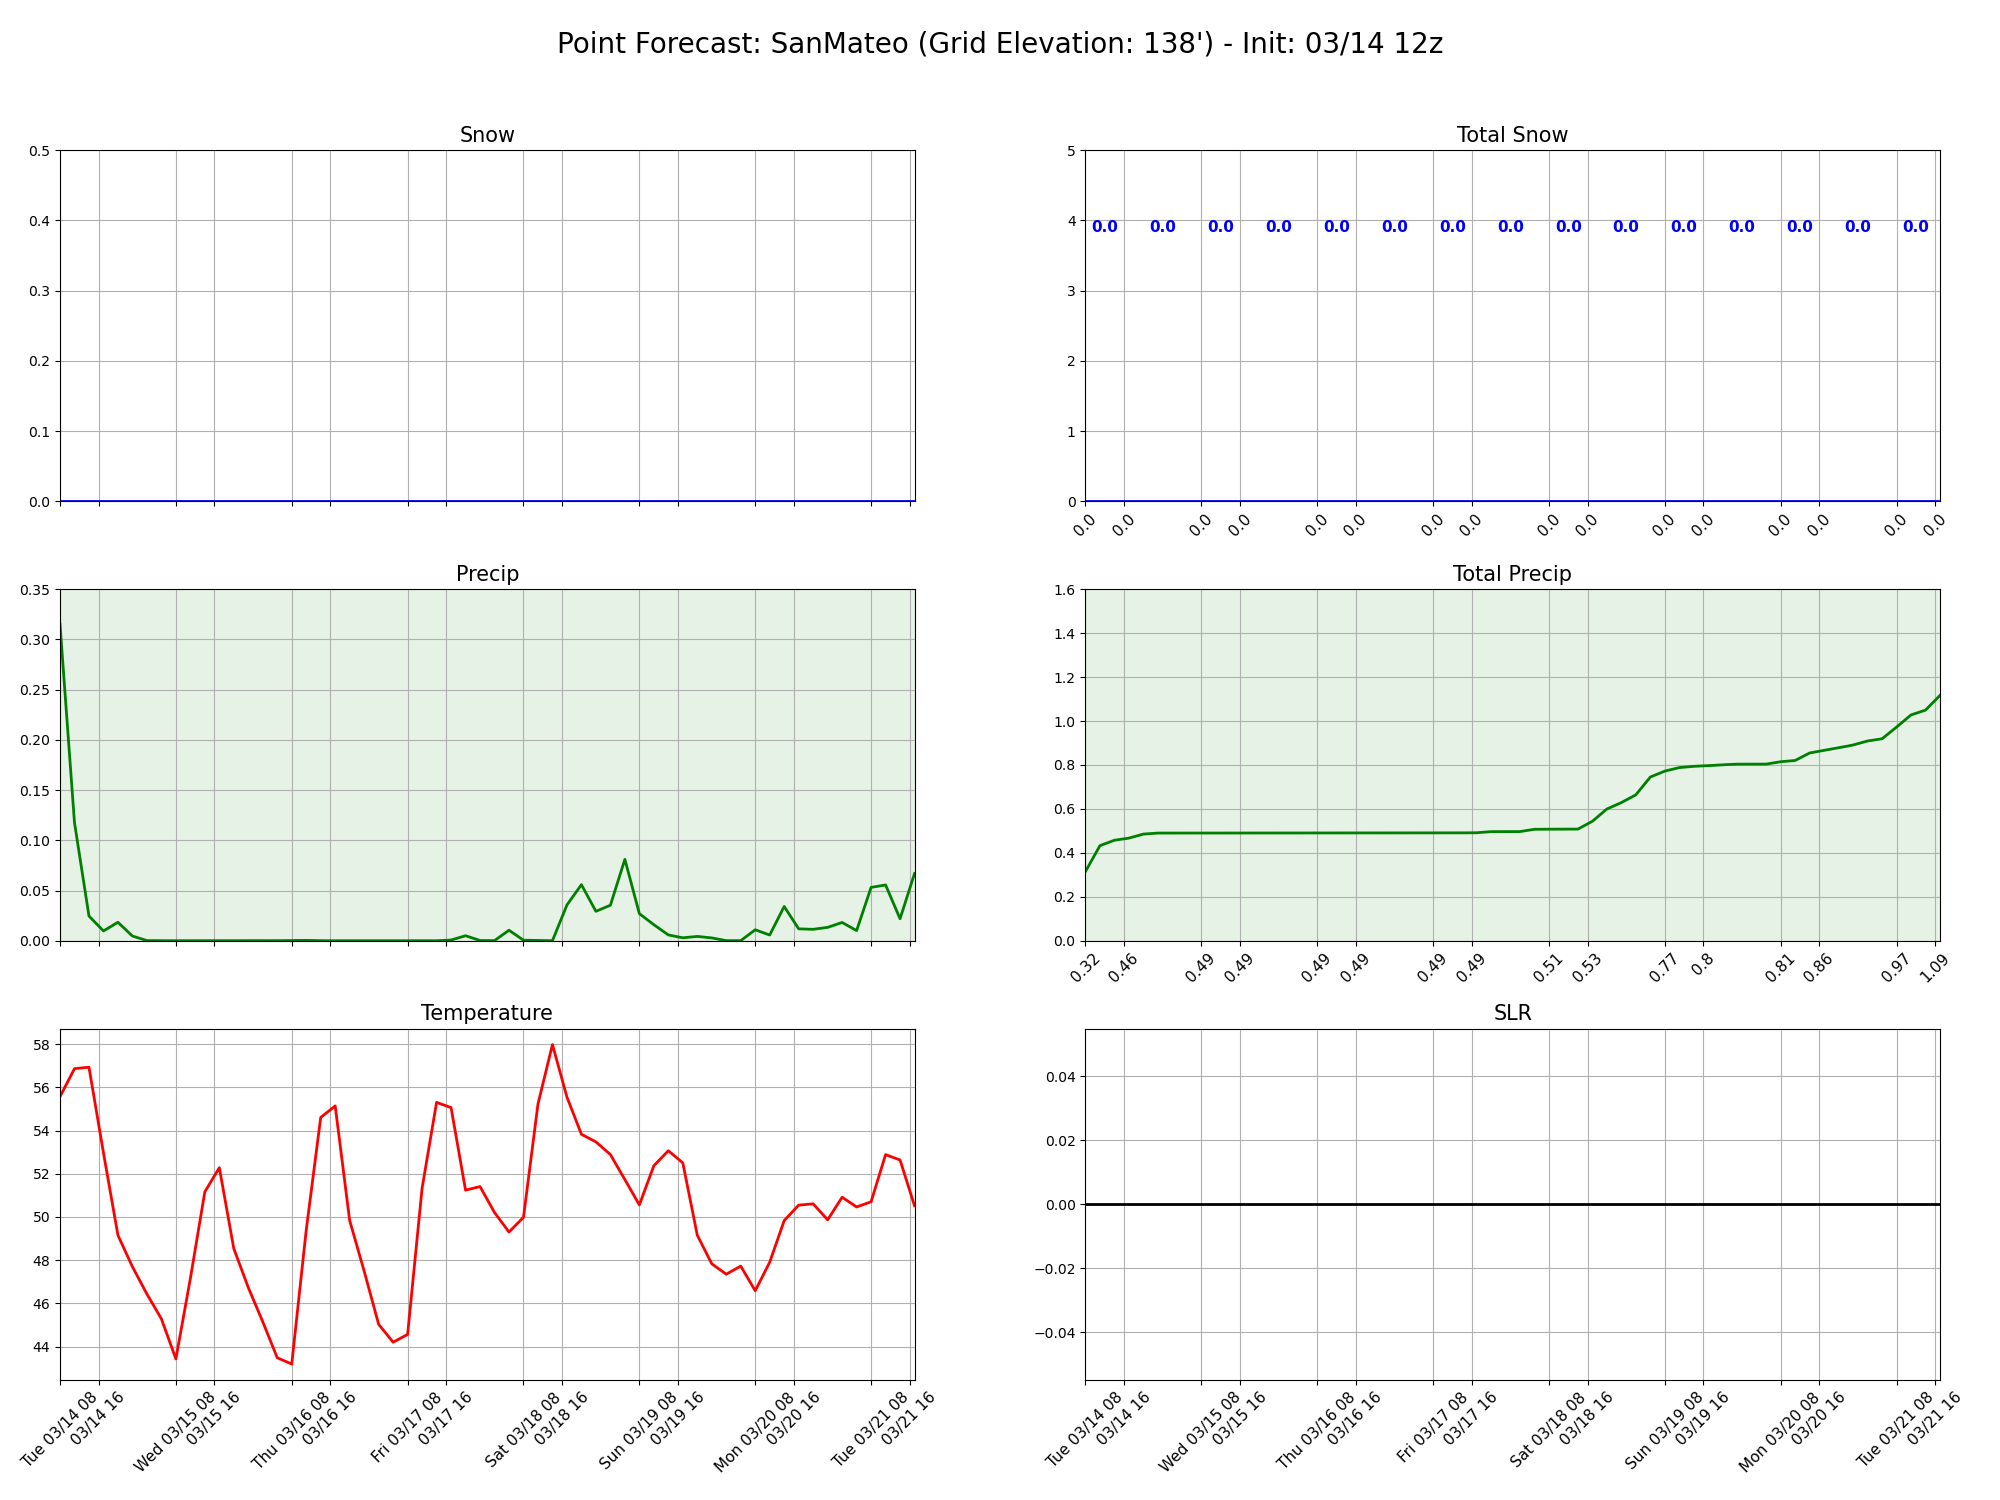 Point Forecast: SanMateo (Grid Elevation: 138') - Init: 03/14 12z
Snow
0.5
0.4
0.3
0.2
0.1
0.0
Total Snow
5
4
3
2
1
0
0.0 0.0 0.0 0.0 0.0 0.0 0.0 0.0 0.0 0.0 0.0 0.0 0.0 0.0 0.0
0.0 0.0 0.0 0.0 0.0 0.0 0.0 0.0 0.0 0.0 0.0 0.0 0.0 0.0 0.0 0.0
Precip
0.35
0.30
0.25
0.20
0.15
0.10
0.05
0.00
Total Precip
1.6
1.4
1.2
1.0
0.8
0.6
0.4
0.2
0.0
0.32 0.46 0.49 0.49 0.49 0.49 0.49 0.49 0.51 0.53 0.77 0.8 0.81 0.86 0.97 1.09
Temperature
58
56
54
52
50
48
46
44
Tue 03/14 08
03/14 16
Wed 03/15 08
03/15 16
Thu 03/16 08
03/16 16
Fri 03/17 08
03/17 16
Sat 03/18 08
03/18 16
Sun 03/19 08
03/19 16
Mon 03/20 08
03/20 16
Tue 03/21 08
03/21 16
SLR
0.04
0.02
0.00
−0.02
−0.04
Tue 03/14 08
03/14 16
Wed 03/15 08
03/15 16
Thu 03/16 08
03/16 16
Fri 03/17 08
03/17 16
Sat 03/18 08
03/18 16
Sun 03/19 08
03/19 16
Mon 03/20 08
03/20 16
Tue 03/21 08
03/21 16